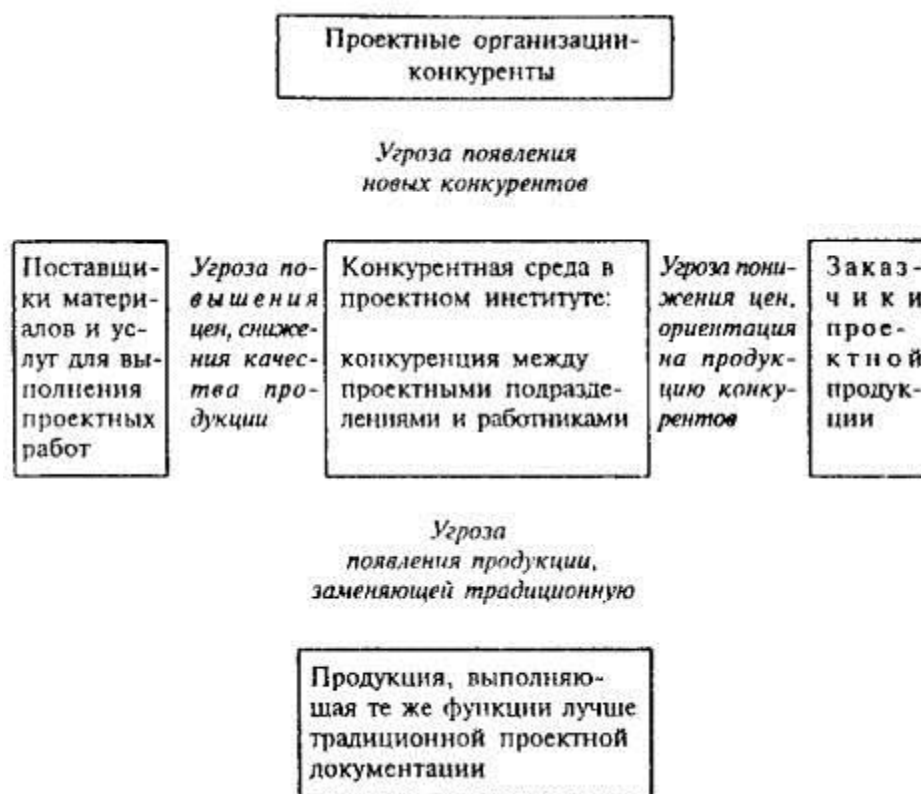 Проектные организации-
конкуренты
Угроза появления
новых конкурентов
Поставщи-
ки матери-
алов и ус-
луг для вы-
полнения
проектных
работ
Угроза по-
вышения
цен, сниже-
ния качес-
тва про-
дукции
Конкурентная среда в
проектном институте:
конкуренция между
проектными подразде-
лениями и работниками
Угроза пони-
жения цен,
ориентация
на продук-
цию конку-
рентов
Заказ-
чики
прое-
ктной
продук-
ции
Угроза
появления продукции,
заменяющей традиционную
Продукция, выполняю-
щая те же функции лучше
традиционной проектной
документации